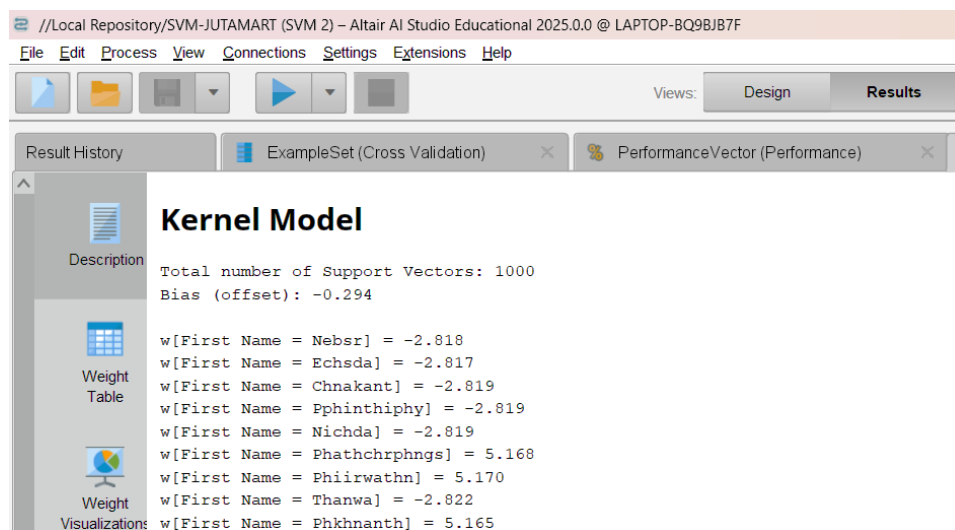 //Local Repository/SVM-JUTAMART (SVM 2) – Altair AI Studio Educational 2025.0.0 @ LAPTOP-BQ9BJB7F
File Edit Process View Connections Settings Extensions Help
Views: Design Results
Result History ExampleSet (Cross Validation) PerformanceVector (Performance)
Kernel Model
Description
Total number of Support Vectors: 1000
Bias (offset): -0.294
w[First Name = Nebsr] = -2.818
w[First Name = Echsda] = -2.817
Weight Table
w[First Name = Chnakant] = -2.819
w[First Name = Pphinthiphy] = -2.819
w[First Name = Nichda] = -2.819
w[First Name = Phathchrphngs] = 5.168
w[First Name = Phiirwathn] = 5.170
w[First Name = Thanwa] = -2.822
Weight Visualizations
w[First Name = Phkhnanth] = 5.165